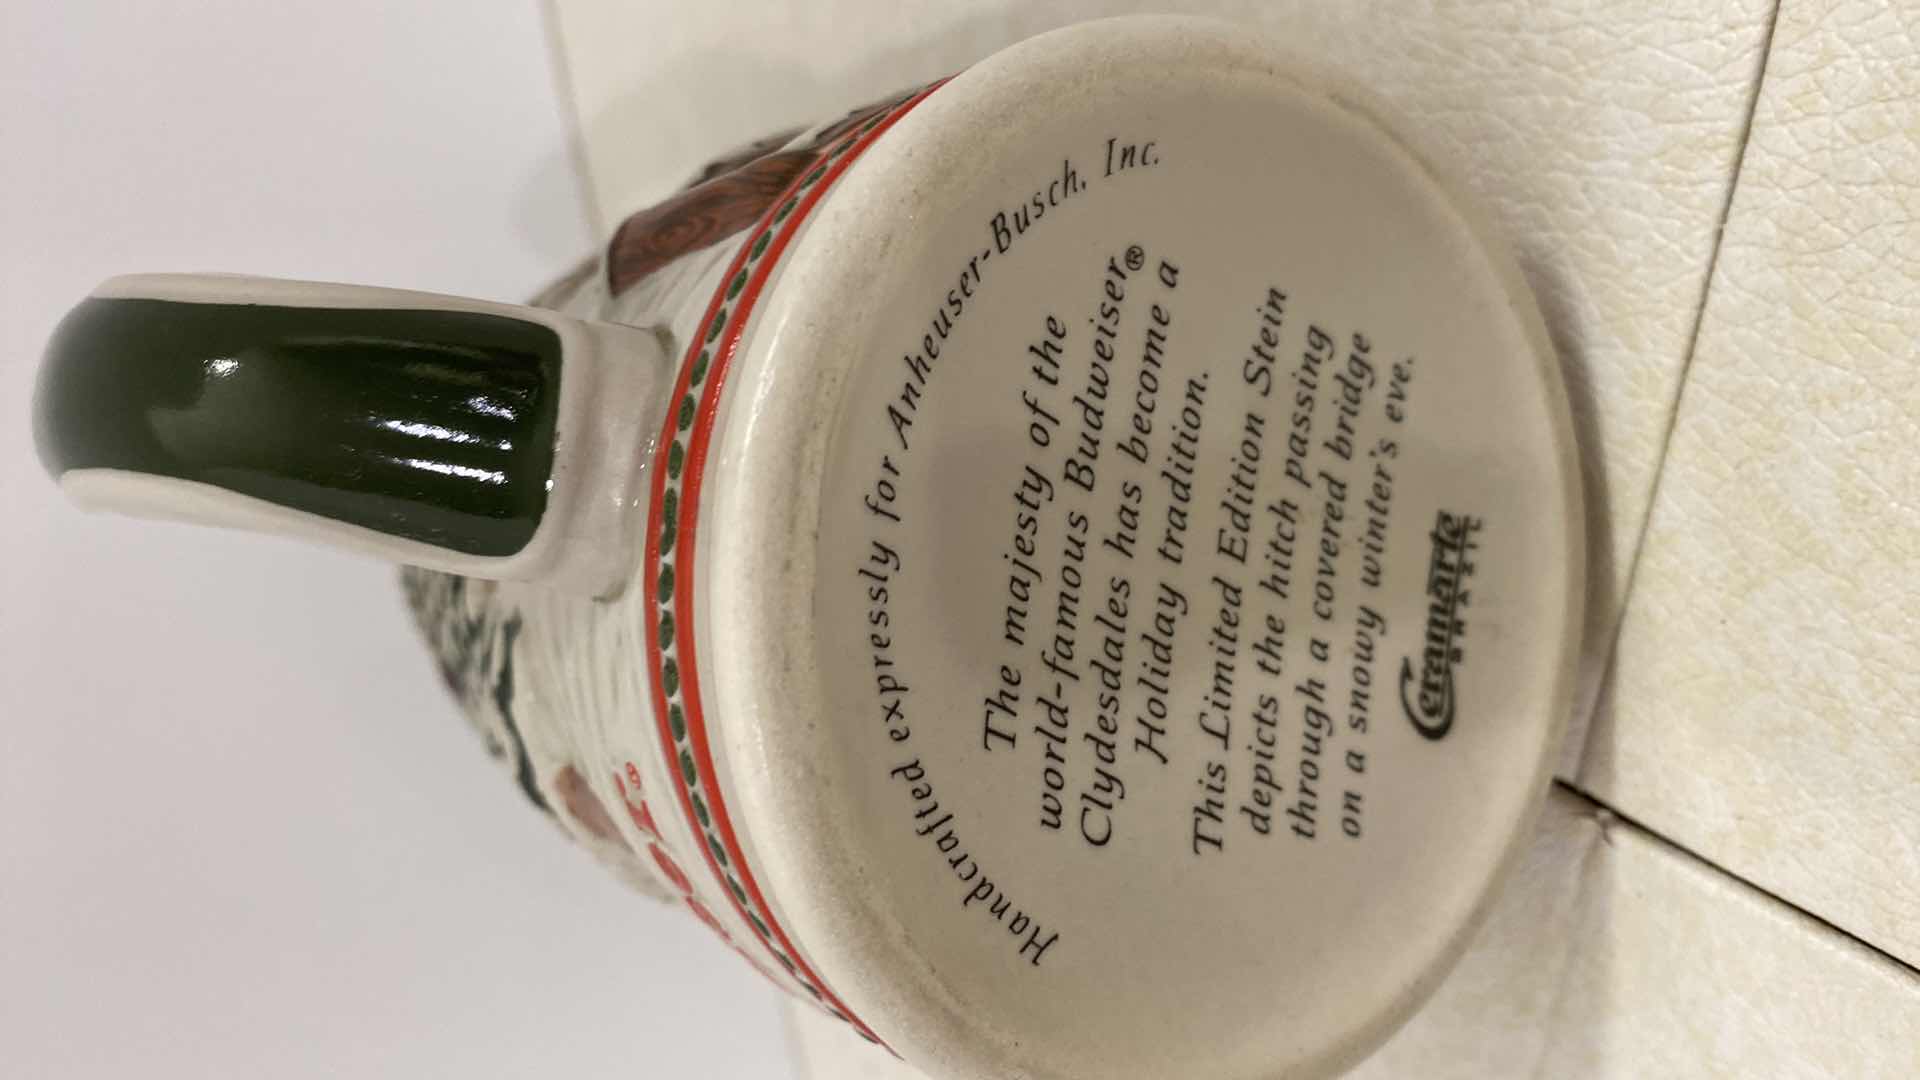 Handcrafted expressly for Anheuser-Busch, Inc.
The majesty of the
world-famous Budweiser®
Clydesdales has become a
Holiday tradition.
This Limited Edition Stein
depicts the hitch passing
through a covered bridge
on a snowy winter's eve.
Ceramarte
BRAZIL